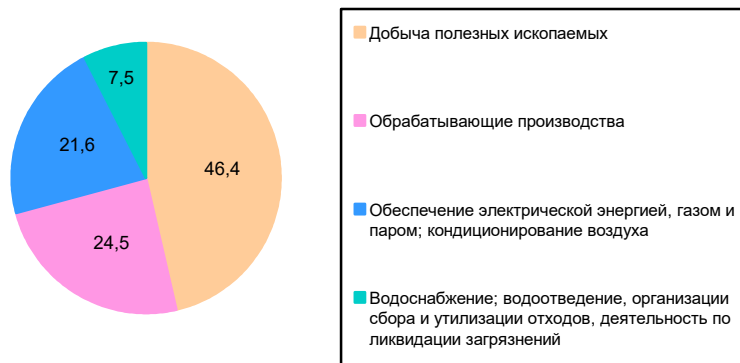 7,5
46,4
21,6
24,5
Добыча полезных ископаемых
Обрабатывающие производства
Обеспечение электрической энергией, газом и
паром; кондиционирование воздуха
Водоснабжение; водоотведение, организации
сбора и утилизации отходов, деятельность по
ликвидации загрязнений